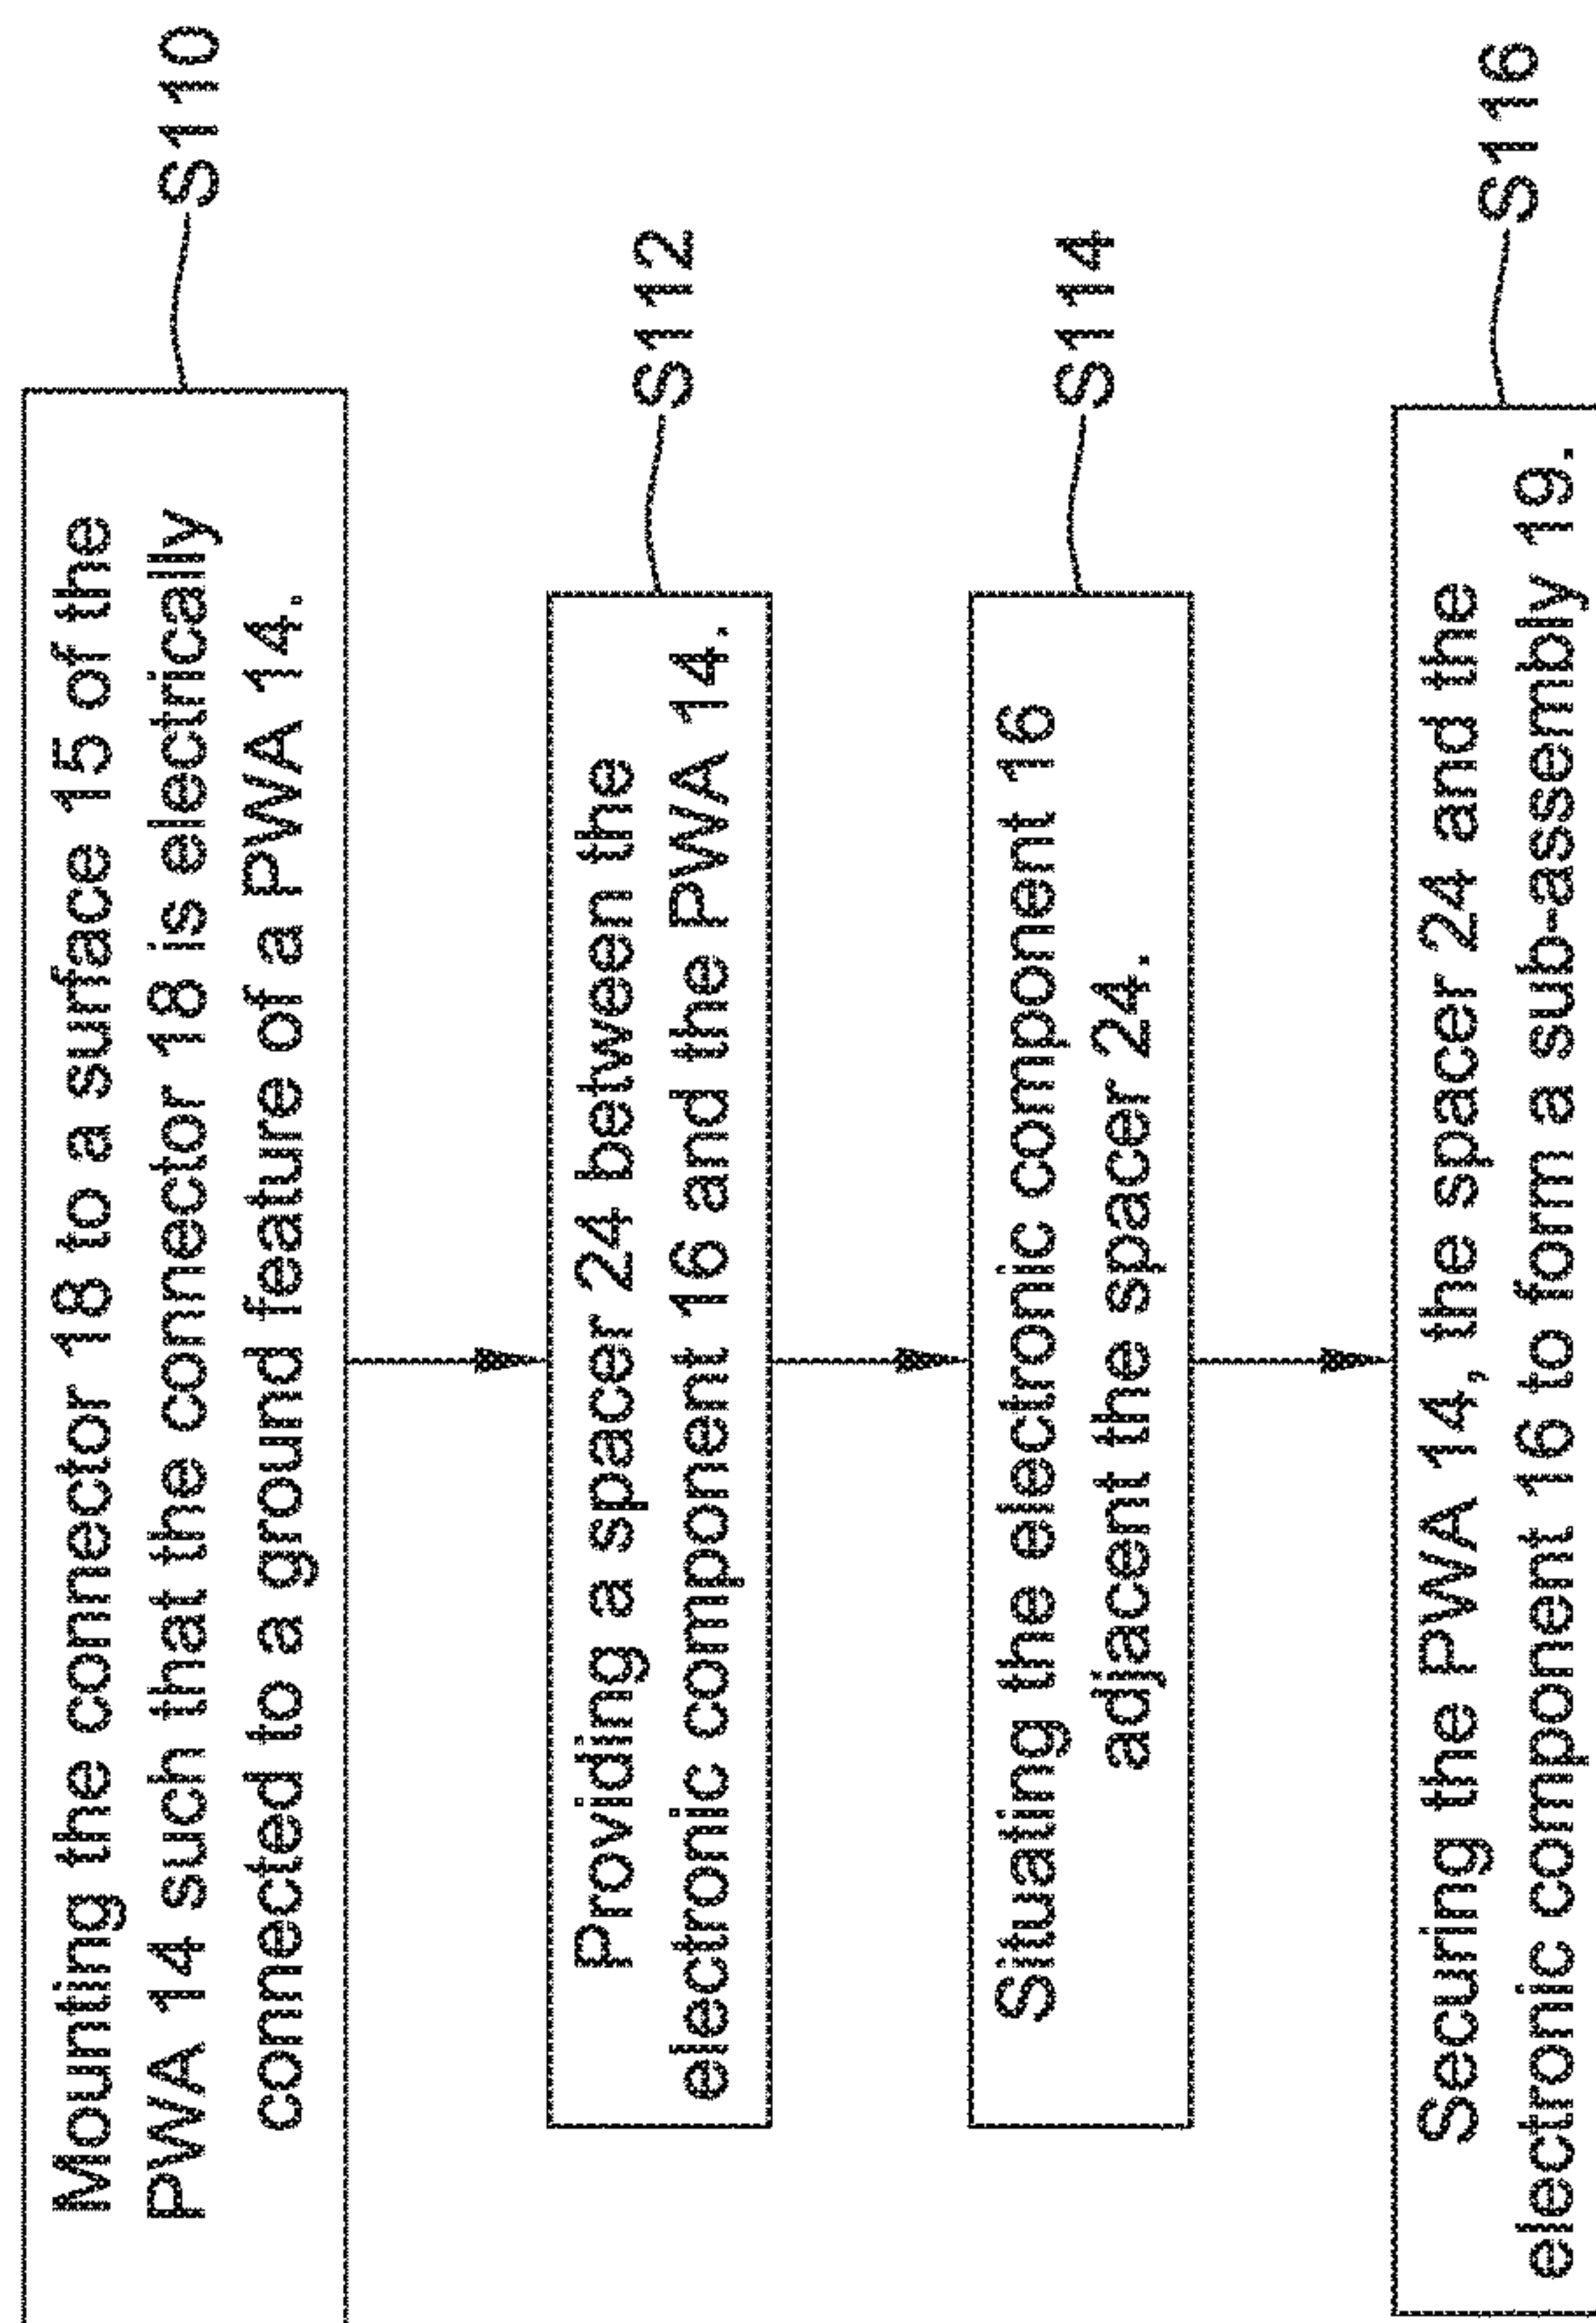 Mounting the connector 18 to a surface 15 of the
PWA 14 such that the connector 18 is electrically
connected to a ground feature of a PWA 14.
S110
Providing a spacer 24 between the
electronic component 16 and the PWA 14.
S112
Situating the electronic component 16
adjacent the spacer 24.
S114
Securing the PWA 14, the spacer 24 and the
electronic component 16 to form a sub-assembly 19.
S116